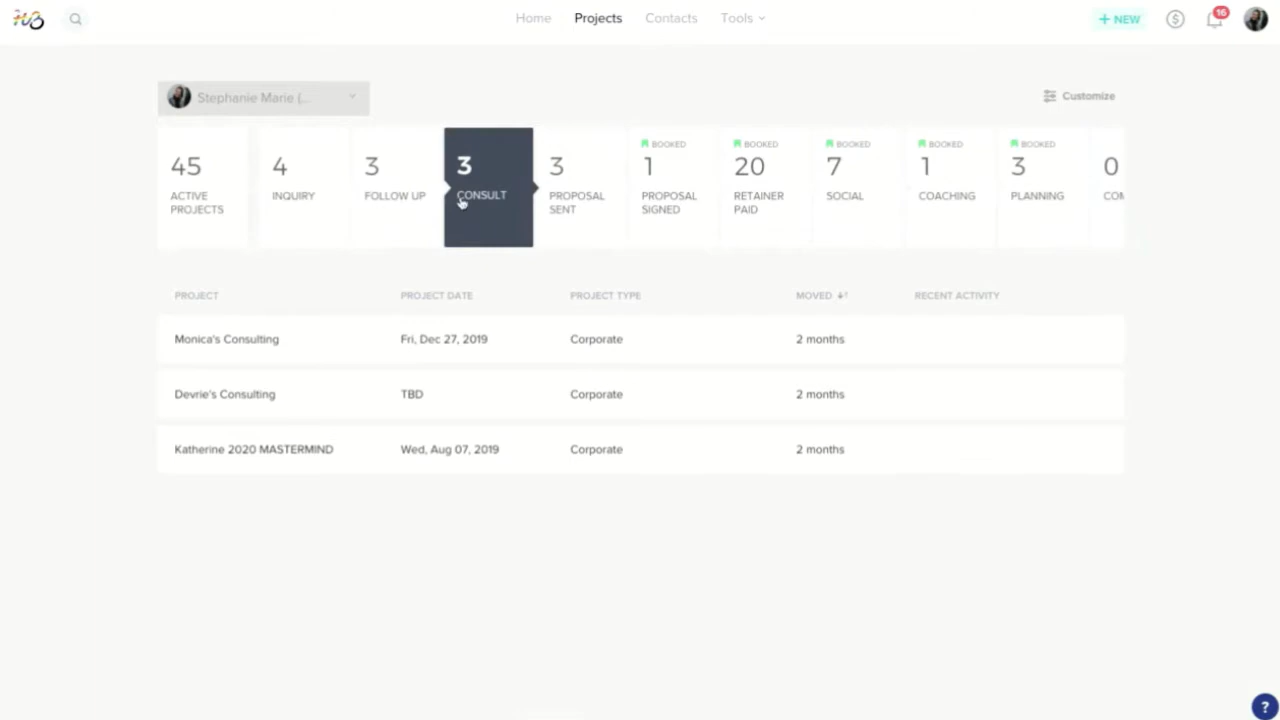 Home Projects Contacts Tools
+ NEW
$
16
Stephanie Marie (...
Customize
45
ACTIVE
PROJECTS
4
INQUIRY
3
FOLLOW UP
3
CONSULT
3
PROPOSAL
SENT
BOOKED
1
PROPOSAL
SIGNED
BOOKED
20
RETAINER
PAID
BOOKED
7
SOCIAL
BOOKED
1
COACHING
BOOKED
3
PLANNING
0
COM
PROJECT PROJECT DATE PROJECT TYPE MOVED RECENT ACTIVITY
Monica's Consulting Fri, Dec 27, 2019 Corporate 2 months
Devrie's Consulting TBD Corporate 2 months
Katherine 2020 MASTERMIND Wed, Aug 07, 2019 Corporate 2 months
?